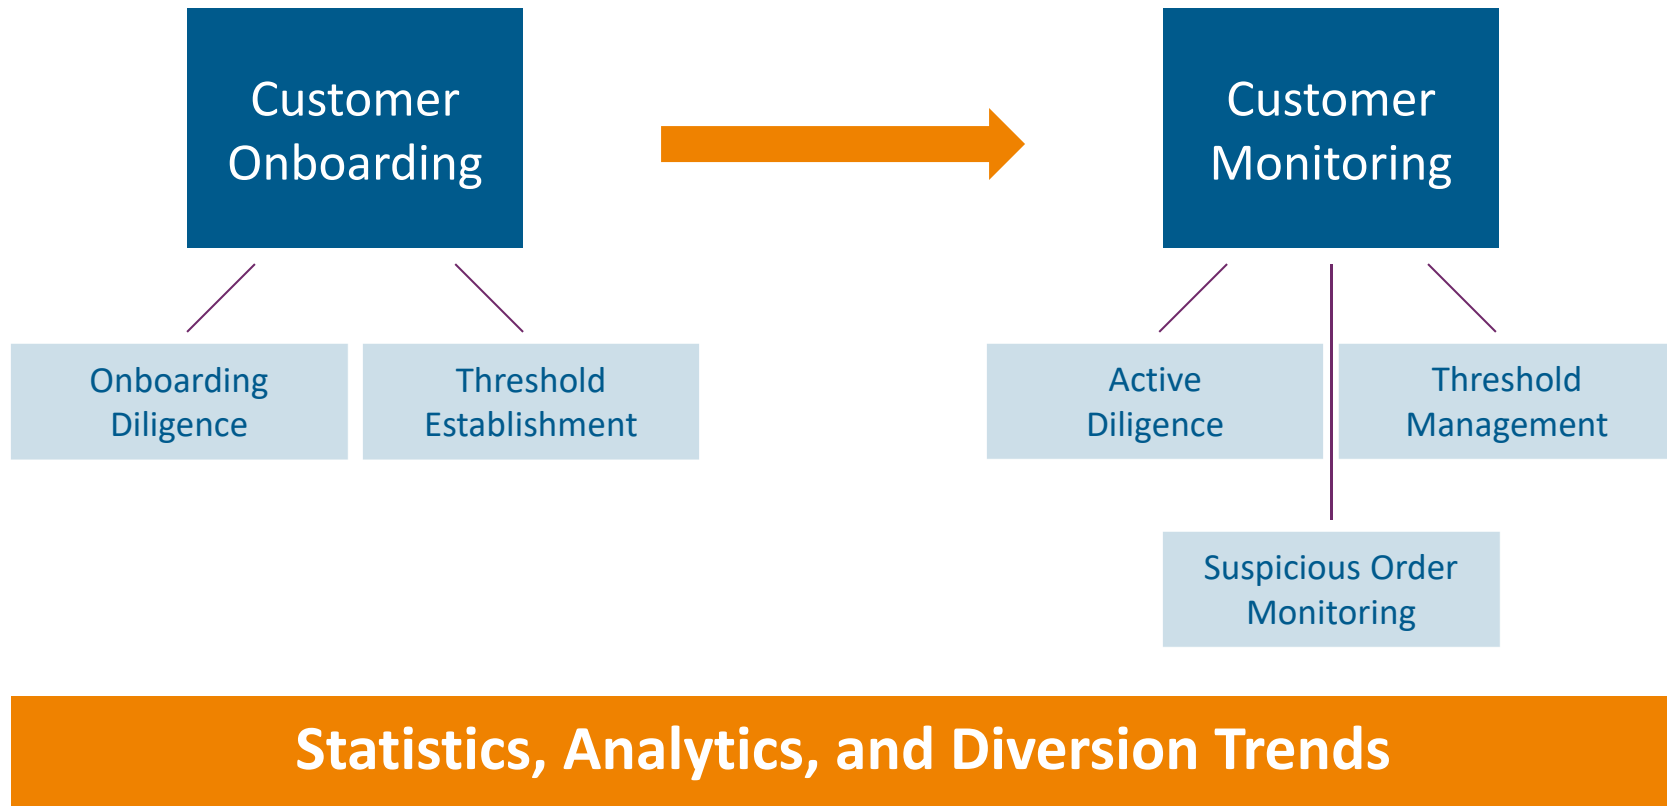 Customer
Onboarding
Customer
Monitoring
Onboarding
Diligence
Threshold
Establishment
Active
Diligence
Threshold
Management
Suspicious Order
Monitoring
Statistics, Analytics, and Diversion Trends